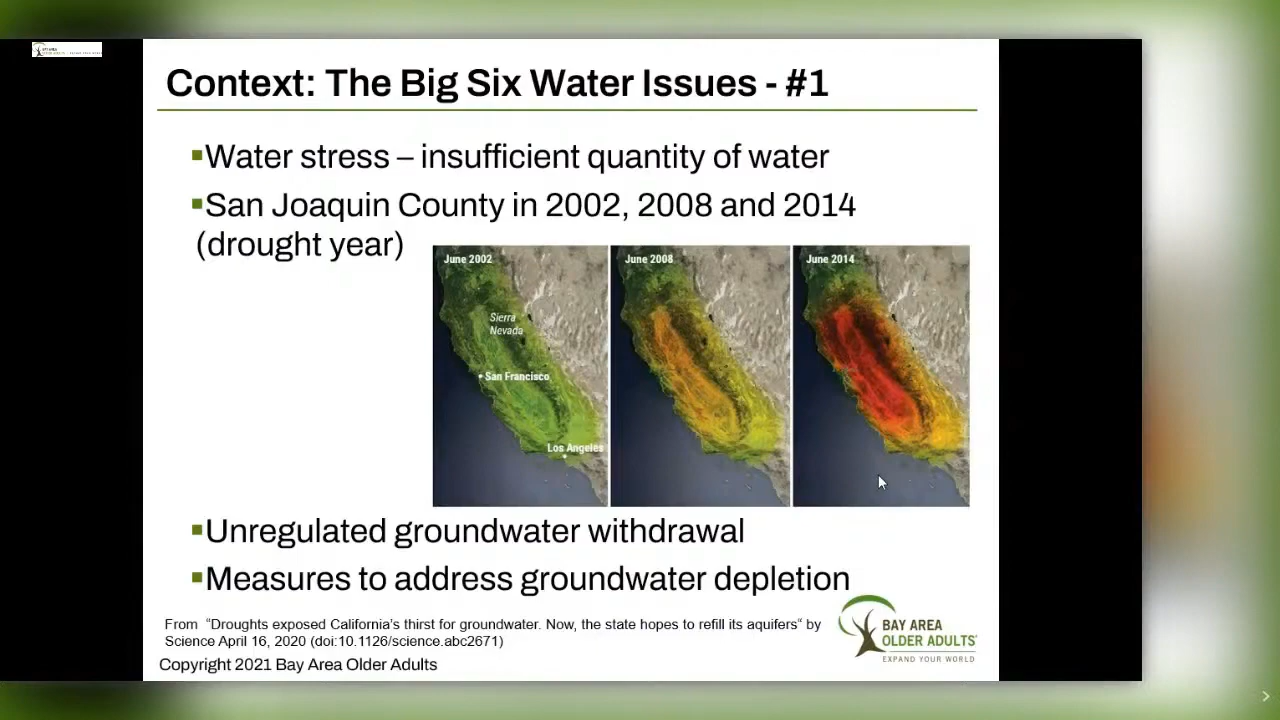 Context: The Big Six Water Issues - #1
▪Water stress – insufficient quantity of water
▪San Joaquin County in 2002, 2008 and 2014
(drought year)
June 2002
June 2008
June 2014
Sierra
Nevada
San Francisco
Los Angeles
▪Unregulated groundwater withdrawal
▪Measures to address groundwater depletion
From “Droughts exposed California’s thirst for groundwater. Now, the state hopes to refill its aquifers“ by
Science April 16, 2020 (doi:10.1126/science.abc2671)
Copyright 2021 Bay Area Older Adults
BAY AREA
OLDER ADULTS
EXPAND YOUR WORLD